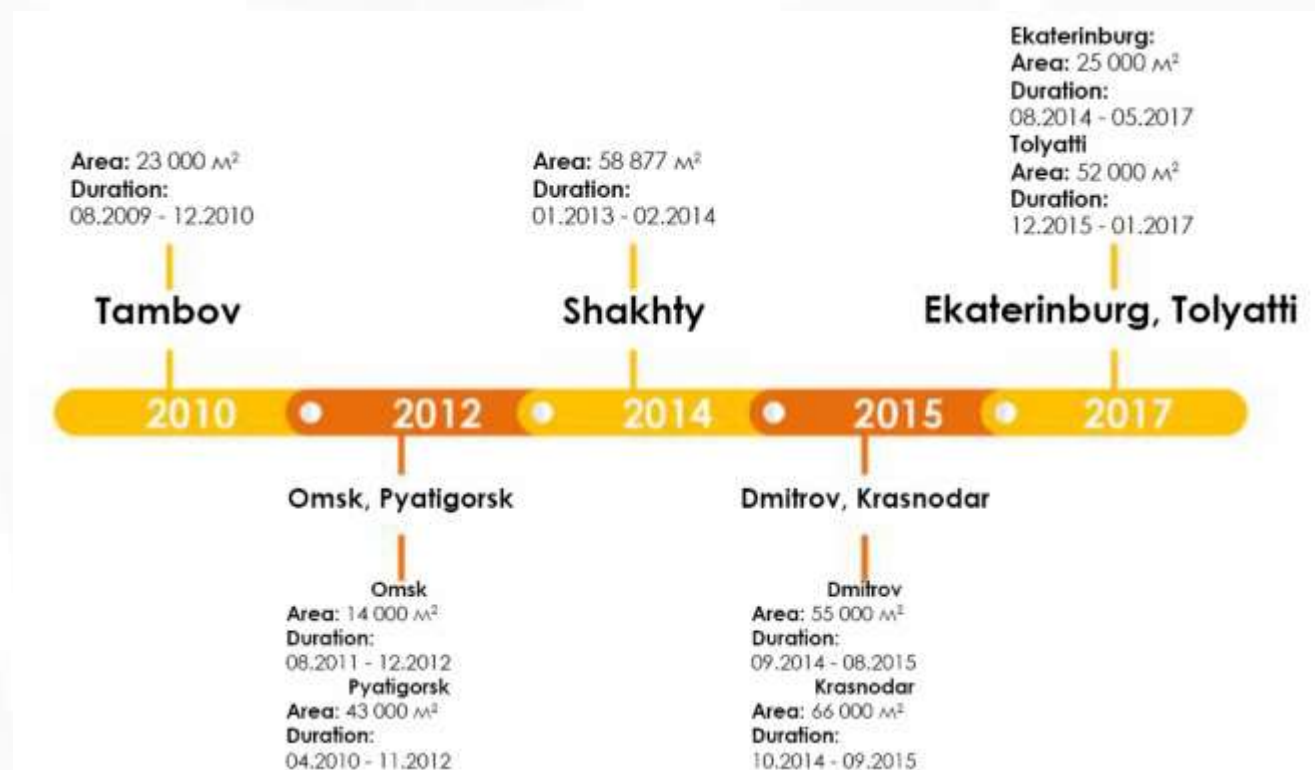 Ekaterinburg:
Area: 25 000 м²
Duration:
08.2014 - 05.2017
Tolyatti
Area: 52 000 м²
Duration:
12.2015 - 01.2017
Area: 23 000 м²
Duration:
08.2009 - 12.2010
Area: 58 877 м²
Duration:
01.2013 - 02.2014
Tambov
Shakhty
Ekaterinburg, Tolyatti
2010
2012
2014
2015
2017
Omsk, Pyatigorsk
Dmitrov, Krasnodar
Omsk
Area: 14 000 м²
Duration:
08.2011 - 12.2012
Pyatigorsk
Area: 43 000 м²
Duration:
04.2010 - 11.2012
Dmitrov
Area: 55 000 м²
Duration:
09.2014 - 08.2015
Krasnodar
Area: 66 000 м²
Duration:
10.2014 - 09.2015